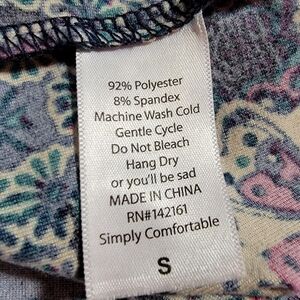 92% Polyester
8% Spandex
Machine Wash Cold
Gentle Cycle
Do Not Bleach
Hang Dry
or you'll be sad
MADE IN CHINA
RN#142161
Simply Comfortable
S